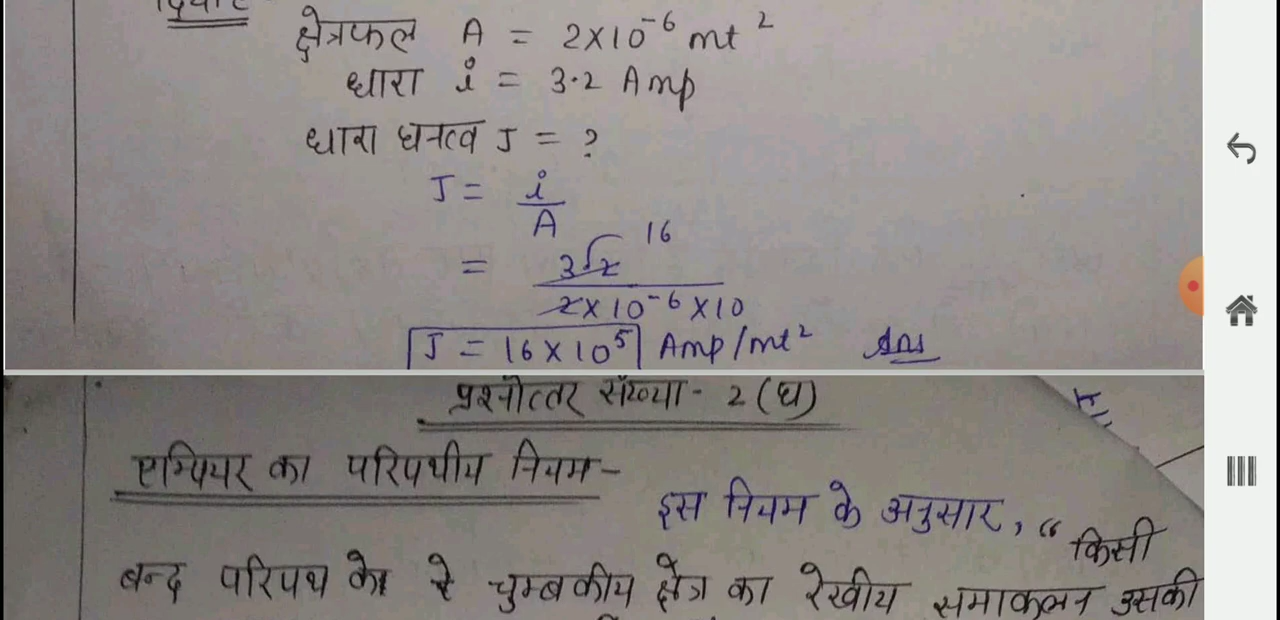 क्षेत्रफल A = 2×10⁻⁶ mt²
धारा i = 3.2 Amp
धारा घनत्व J = ?
J = i/A
= 32 16 / 2×10⁻⁶×10
J = 16×10⁵ Amp/mt² Ans
प्रश्नोत्तर संख्या - 2 (घ)
एम्पियर का परिपथीय नियम -
इस नियम के अनुसार, “किसी
बन्द परिपथ के चुम्बकीय क्षेत्र का रेखीय समाकलन उसकी